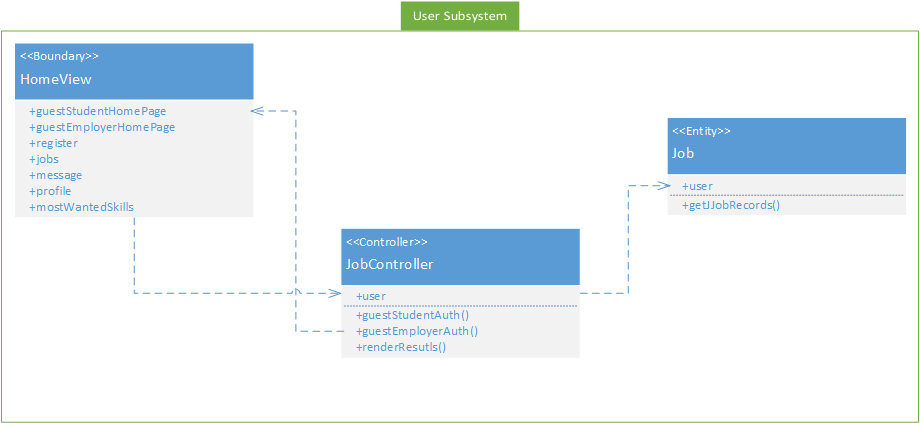 User Subsystem
<<Boundary>>
HomeView
+guestStudentHomePage
+guestEmployerHomePage
+register
+jobs
+message
+profile
+mostWantedSkills
<<Controller>>
JobController
+user
+guestStudentAuth()
+guestEmployerAuth()
+renderResutls()
<<Entity>>
Job
+user
+getJJobRecords()